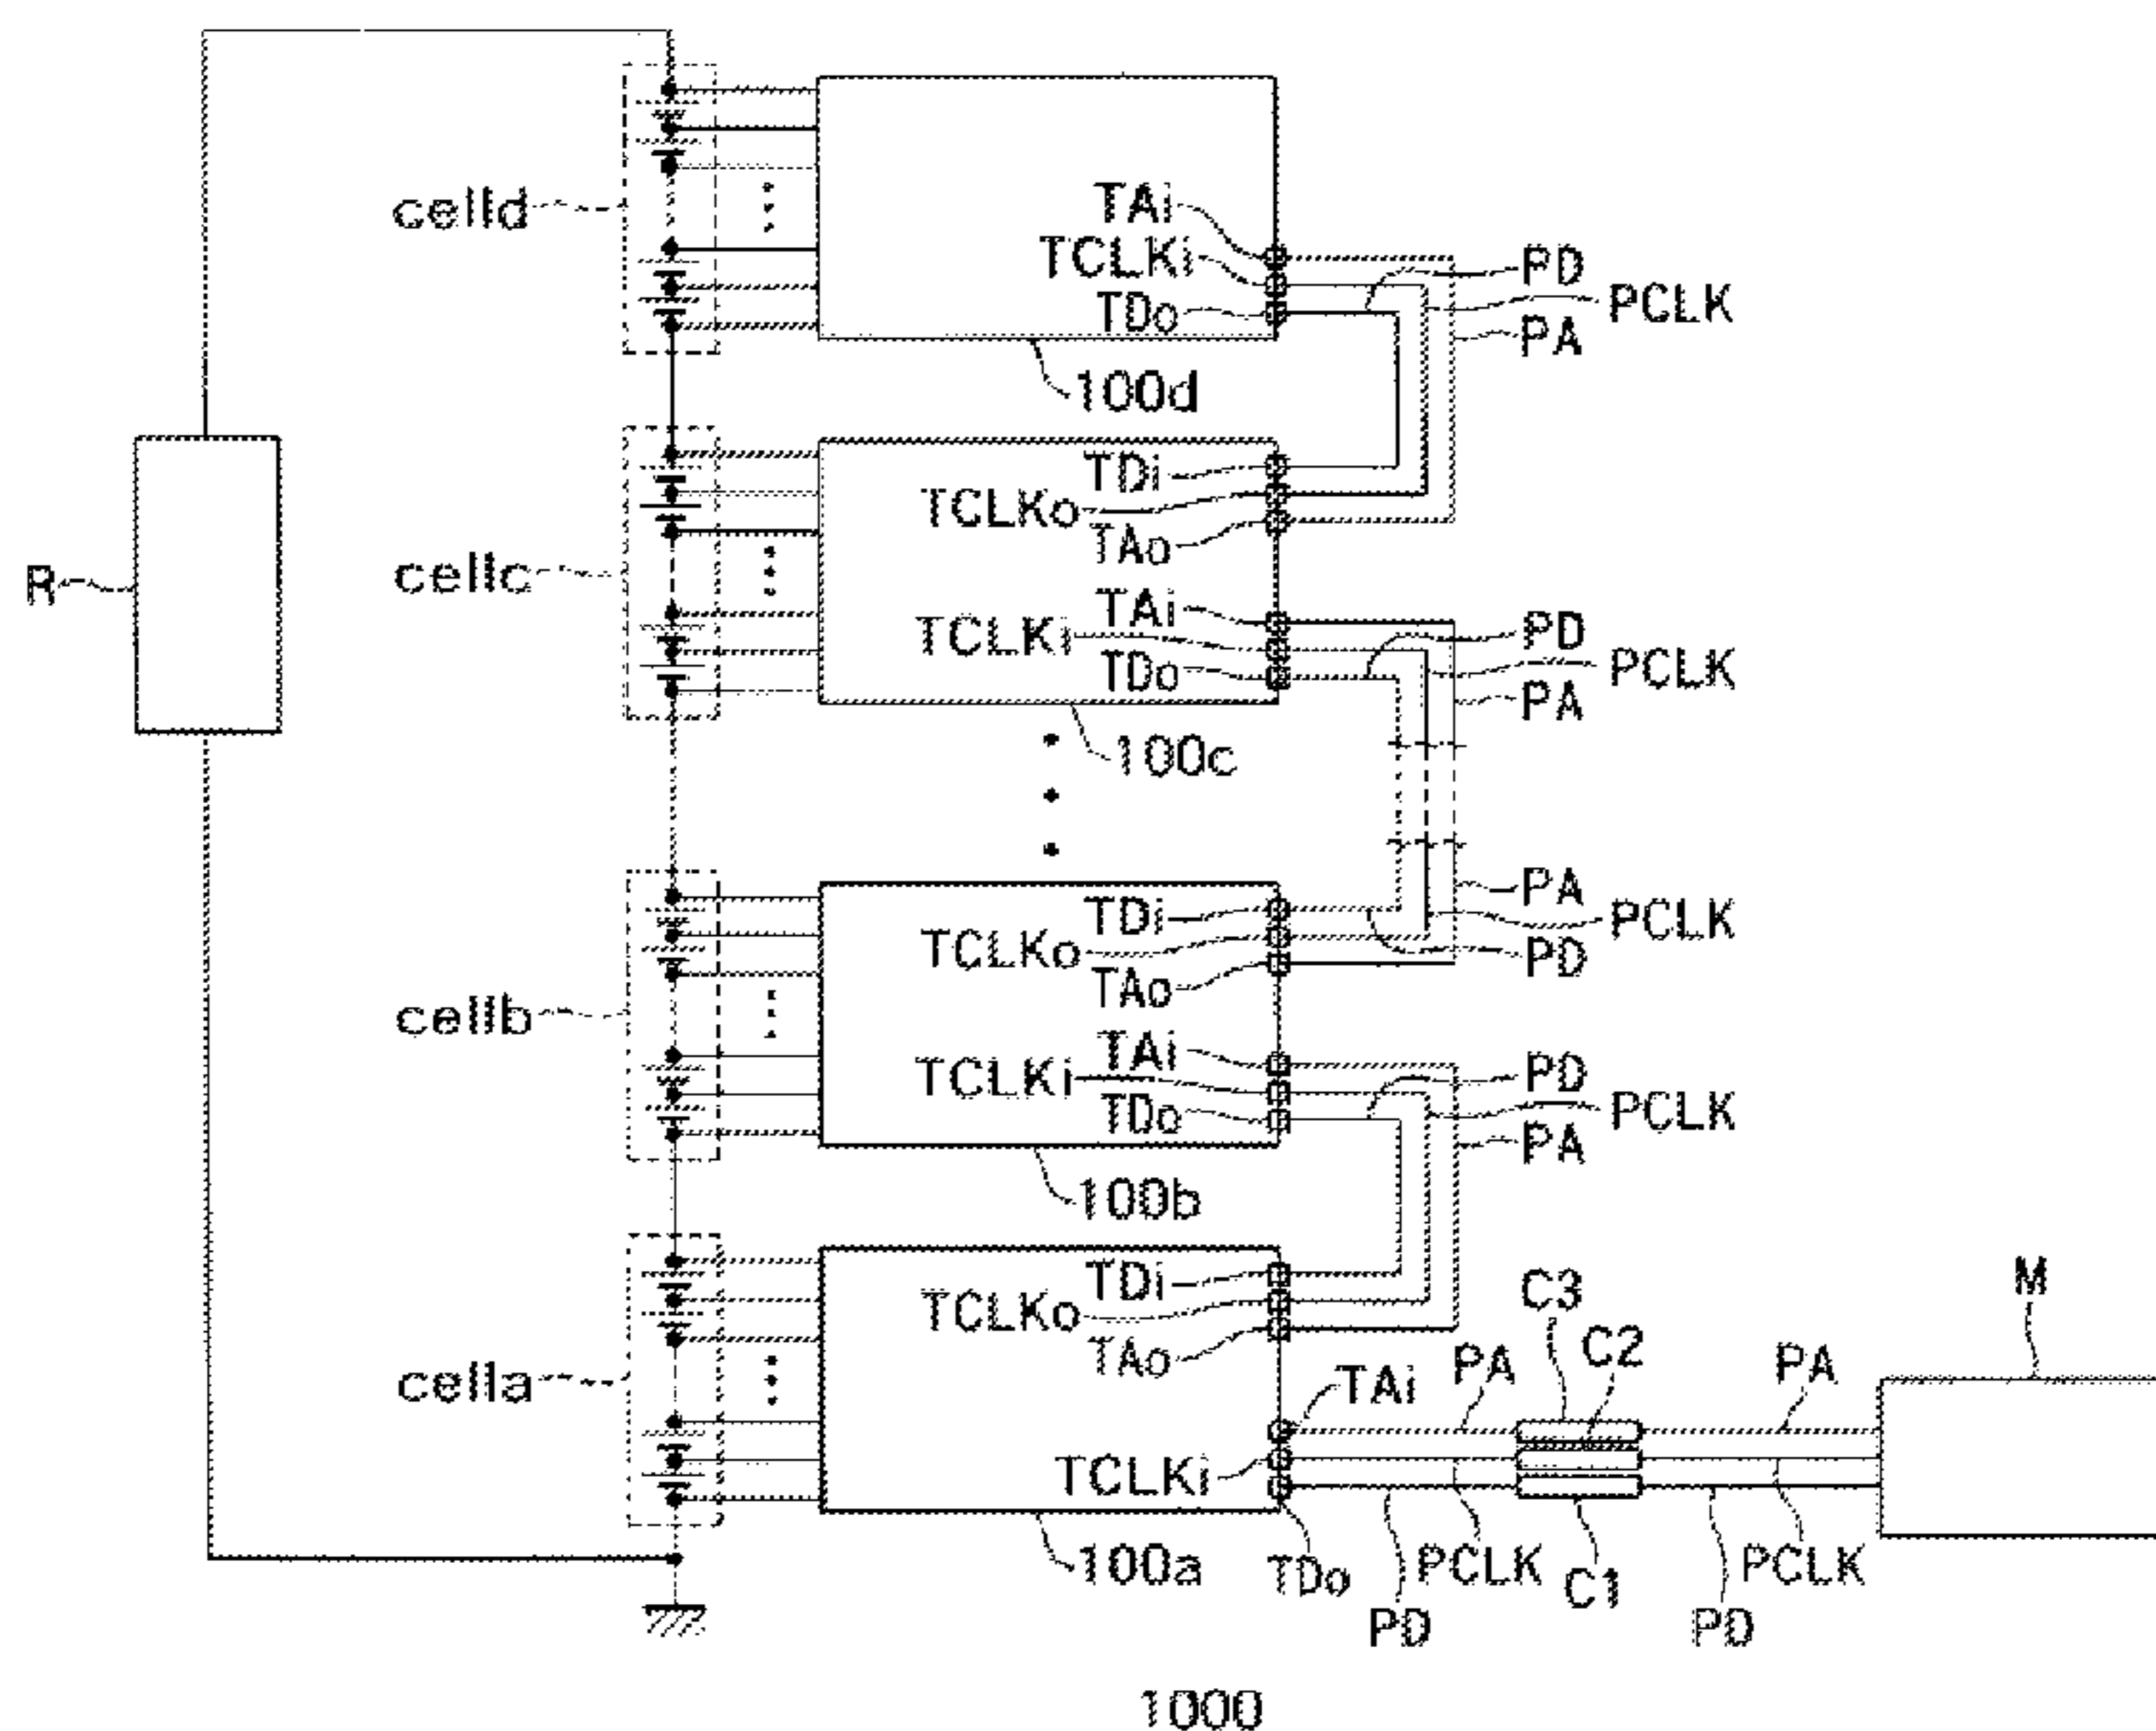 TAi
celld
TCLKi
PD
PCLK
TDo
PA
100d
TDi
TCLKo
TAo
R
cellc
TAi
TCLKi
PD
PCLK
TDo
PA
100c
PA
TDi
PCLK
TCLKo
PD
TAo
cellb
TAi
PD
TCLKi
PCLK
TDo
PA
100b
TDi
M
C3
TCLKo
C2
TAo
PA
PA
cella
TAi
TCLKi
100a
TDo
PCLK
C1
PCLK
PD
PD
1000